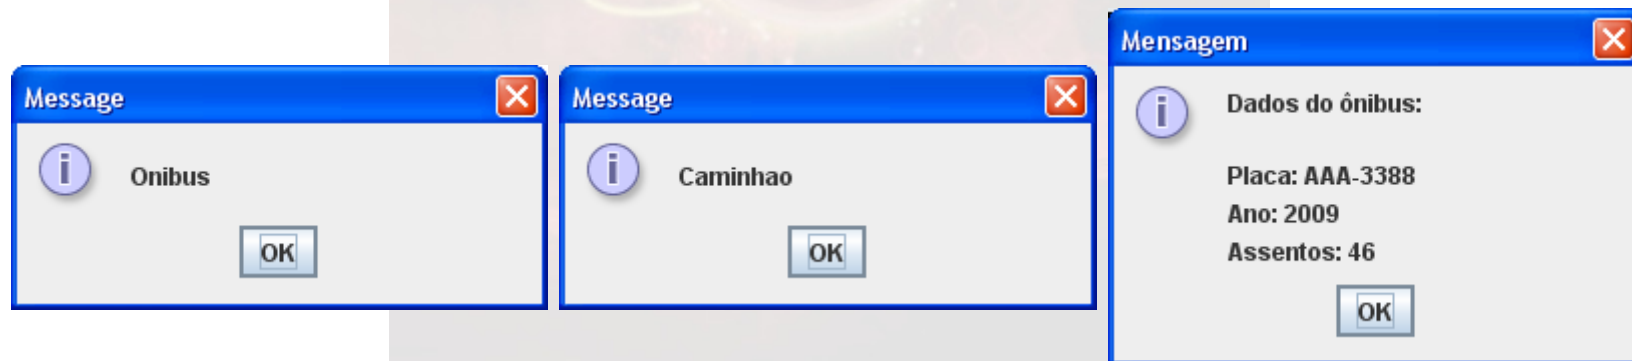 Message
Onibus
OK
Message
Caminhao
OK
Mensagem
Dados do ônibus:
Placa: AAA-3388
Ano: 2009
Assentos: 46
OK